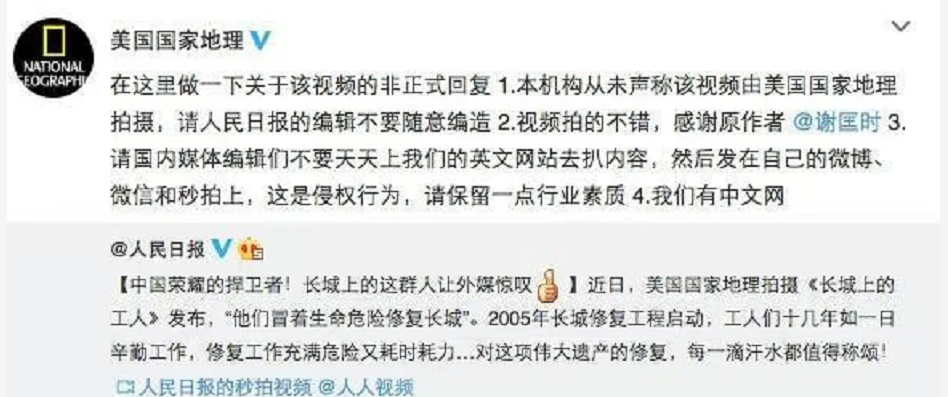 美国国家地理
NATIONAL
GEOGRAPHI
在这里做一下关于该视频的非正式回复 1.本机构从未声称该视频由美国国家地理
拍摄，请人民日报的编辑不要随意编造 2.视频拍的不错，感谢原作者 @谢匡时 3.
请国内媒体编辑们不要天天上我们的英文网站去扒内容，然后发在自己的微博、
微信和秒拍上，这是侵权行为，请保留一点行业素质 4.我们有中文网
@人民日报
【中国荣耀的捍卫者！长城上的这群人让外媒惊叹】近日，美国国家地理拍摄《长城上的
工人》发布，“他们冒着生命危险修复长城”。2005年长城修复工程启动，工人们十几年如一日
辛勤工作，修复工作充满危险又耗时耗力...对这项伟大遗产的修复，每一滴汗水都值得称颂！
人民日报的秒拍视频 @人人视频